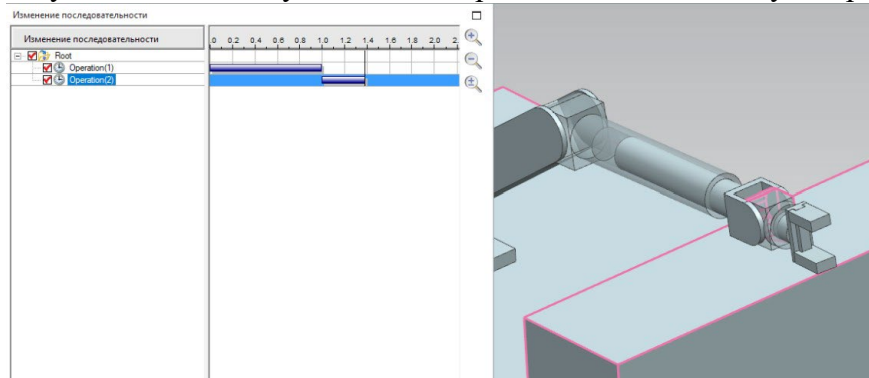 Изменение последовательности
Изменение последовательности
.0 0.2 0.4 0.6 0.8 1.0 1.2 1.4 1.6 1.8 2.0 2.
Root
Operation(1)
Operation(2)